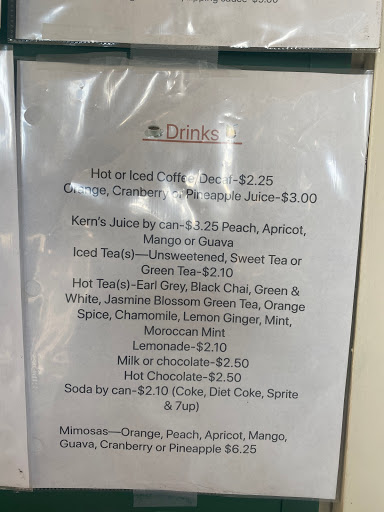 sauce-$3.00
Drinks
Hot or Iced Coffee/Decaf-$2.25
Orange, Cranberry or Pineapple Juice-$3.00
Kern's Juice by can-$3.25 Peach, Apricot,
Mango or Guava
Iced Tea(s)—Unsweetened, Sweet Tea or
Green Tea-$2.10
Hot Tea(s)-Earl Grey, Black Chai, Green &
White, Jasmine Blossom Green Tea, Orange
Spice, Chamomile, Lemon Ginger, Mint,
Moroccan Mint
Lemonade-$2.10
Milk or chocolate-$2.50
Hot Chocolate-$2.50
Soda by can-$2.10 (Coke, Diet Coke, Sprite
& 7up)
Mimosas—Orange, Peach, Apricot, Mango,
Guava, Cranberry or Pineapple $6.25